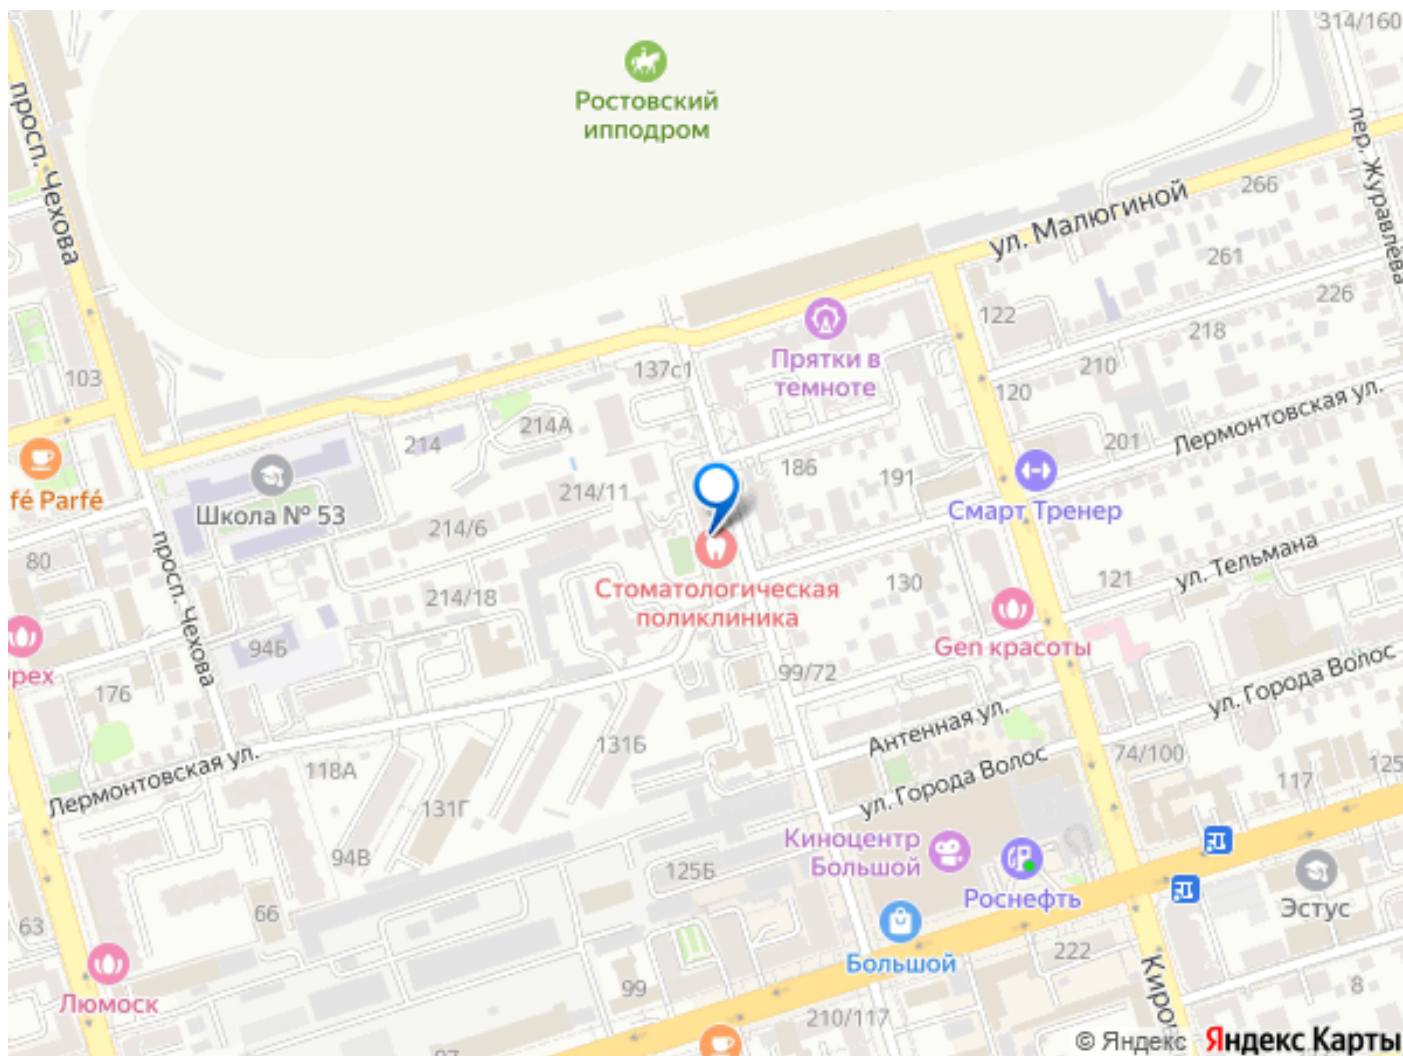 314/160
Ростовский
ипподром
просп. Чехова
пер. Журавлёва
ул. Малюгиной
266
261
226
122
218
Прятки в
темноте
137с1
210
103
120
214А
Лермонтовская ул.
214
201
186
191
214/11
fé Parfé
Школа № 53
Смарт Тренер
214/6
80
просп. Чехова
ул. Тельмана
121
130
Стоматологическая
поликлиника
214/18
94Б
Gen красоты
99/72
176
ул. Города Волос
Антенная ул.
131Б
74/100
Лермонтовская ул.
118А
117
125
ул. Города Волос
131Г
Киноцентр
Большой
94В
125Б
Роснефть
Эстус
66
63
Большой
222
Люмоск
99
8
210/117
97
© Яндекс Яндекс Карты